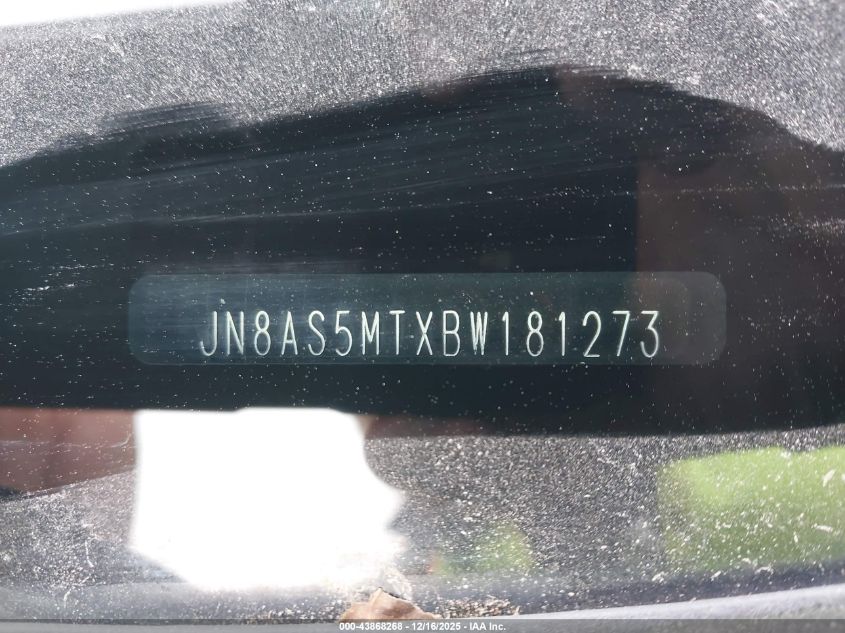 JN8AS5MTXBW181273
000-43868268 - 12/16/2025 - IAA Inc.